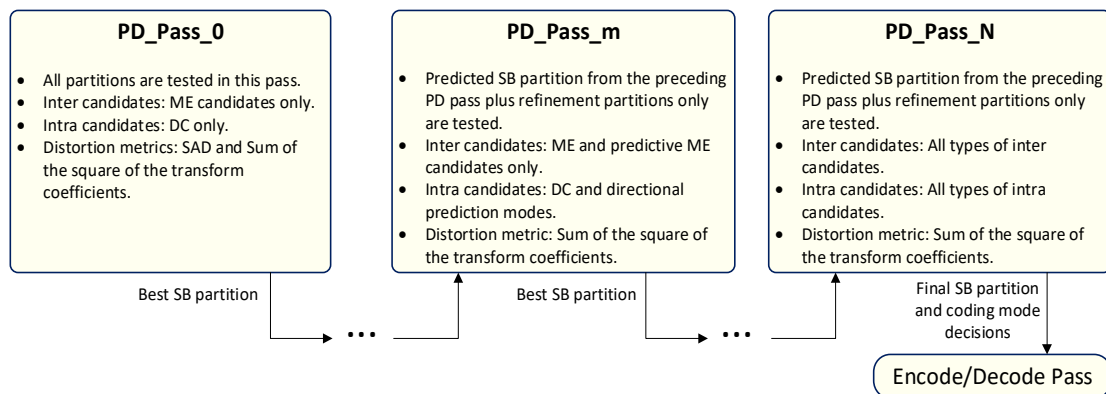 PD_Pass_0
• All partitions are tested in this pass.
• Inter candidates: ME candidates only.
• Intra candidates: DC only.
• Distortion metrics: SAD and Sum of
the square of the transform
coefficients.
PD_Pass_m
• Predicted SB partition from the preceding
PD pass plus refinement partitions only
are tested.
• Inter candidates: ME and predictive ME
candidates only.
• Intra candidates: DC and directional
prediction modes.
• Distortion metric: Sum of the square of
the transform coefficients.
PD_Pass_N
• Predicted SB partition from the preceding
PD pass plus refinement partitions only
are tested.
• Inter candidates: All types of inter
candidates.
• Intra candidates: All types of intra
candidates.
• Distortion metric: Sum of the square of
the transform coefficients.
Best SB partition
...
Best SB partition
...
Final SB partition
and coding mode
decisions
Encode/Decode Pass